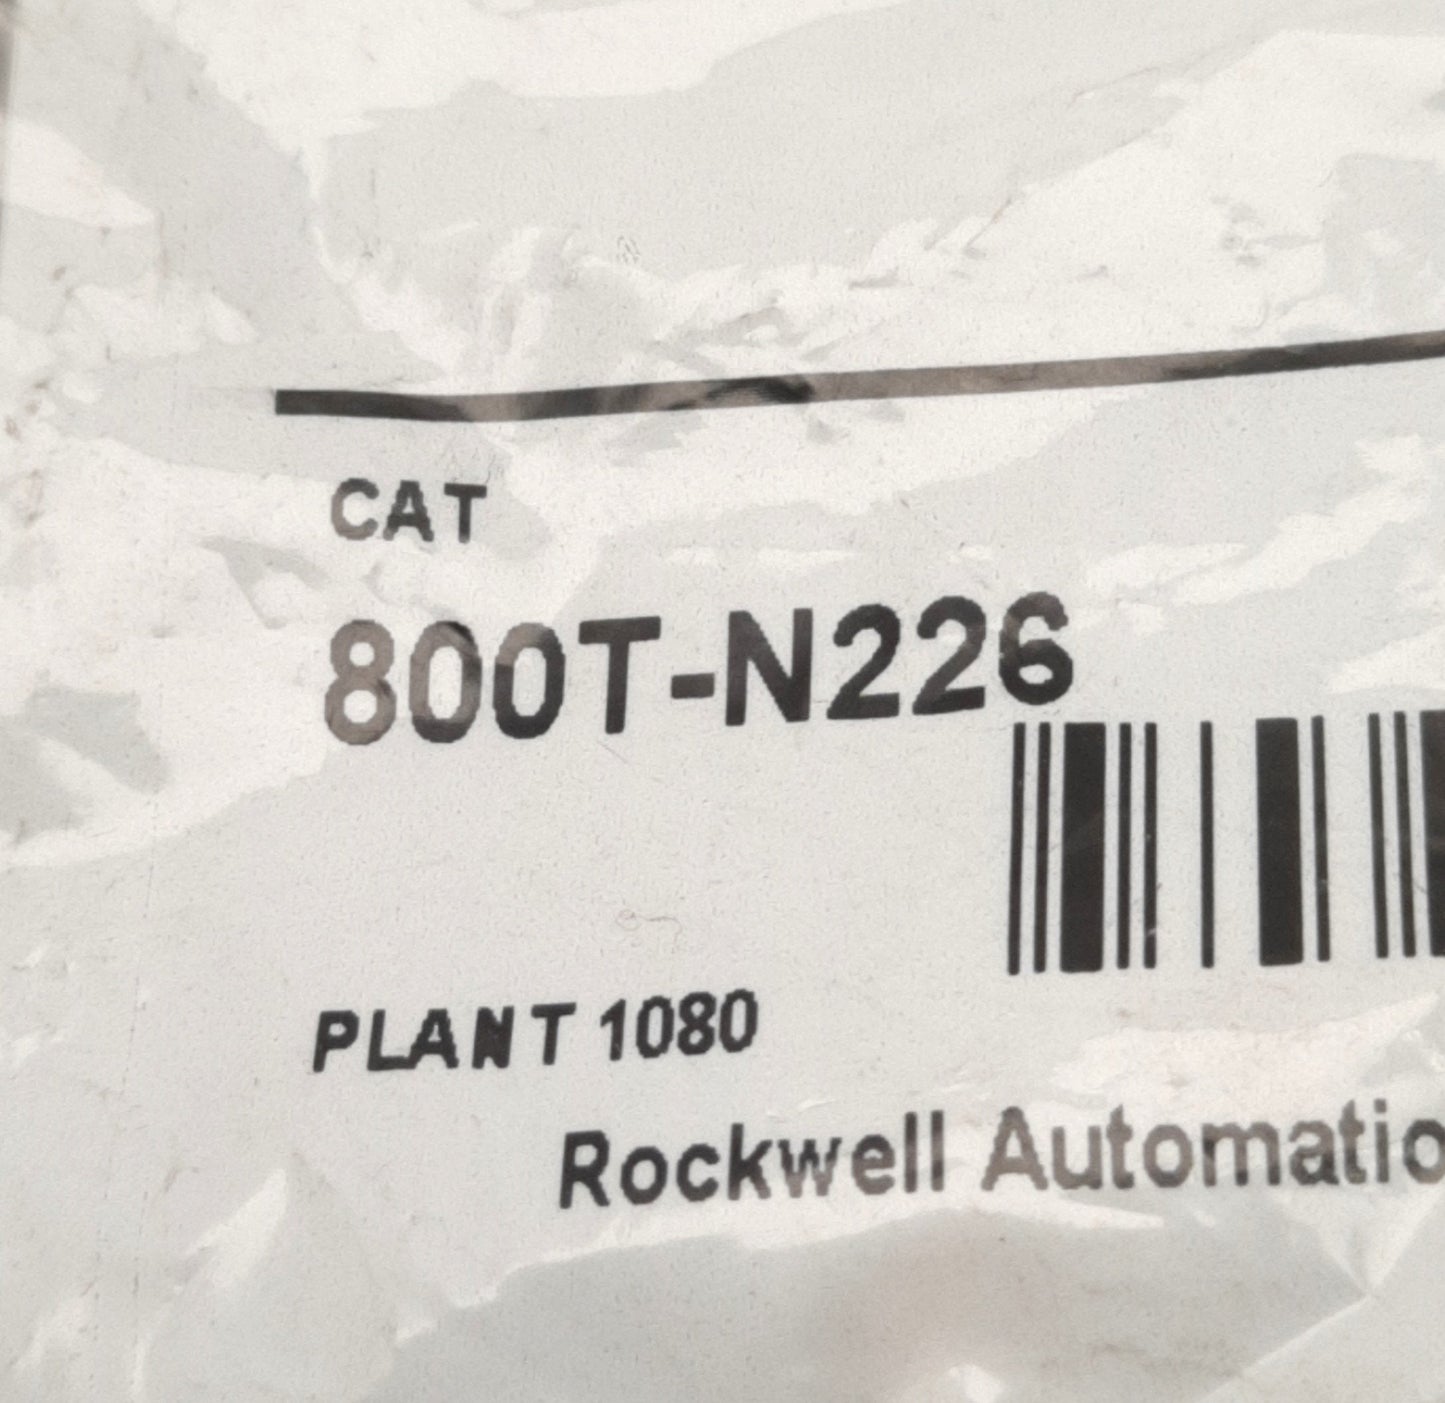 CAT
800T-N226
PLANT 1080
Rockwell Automatio